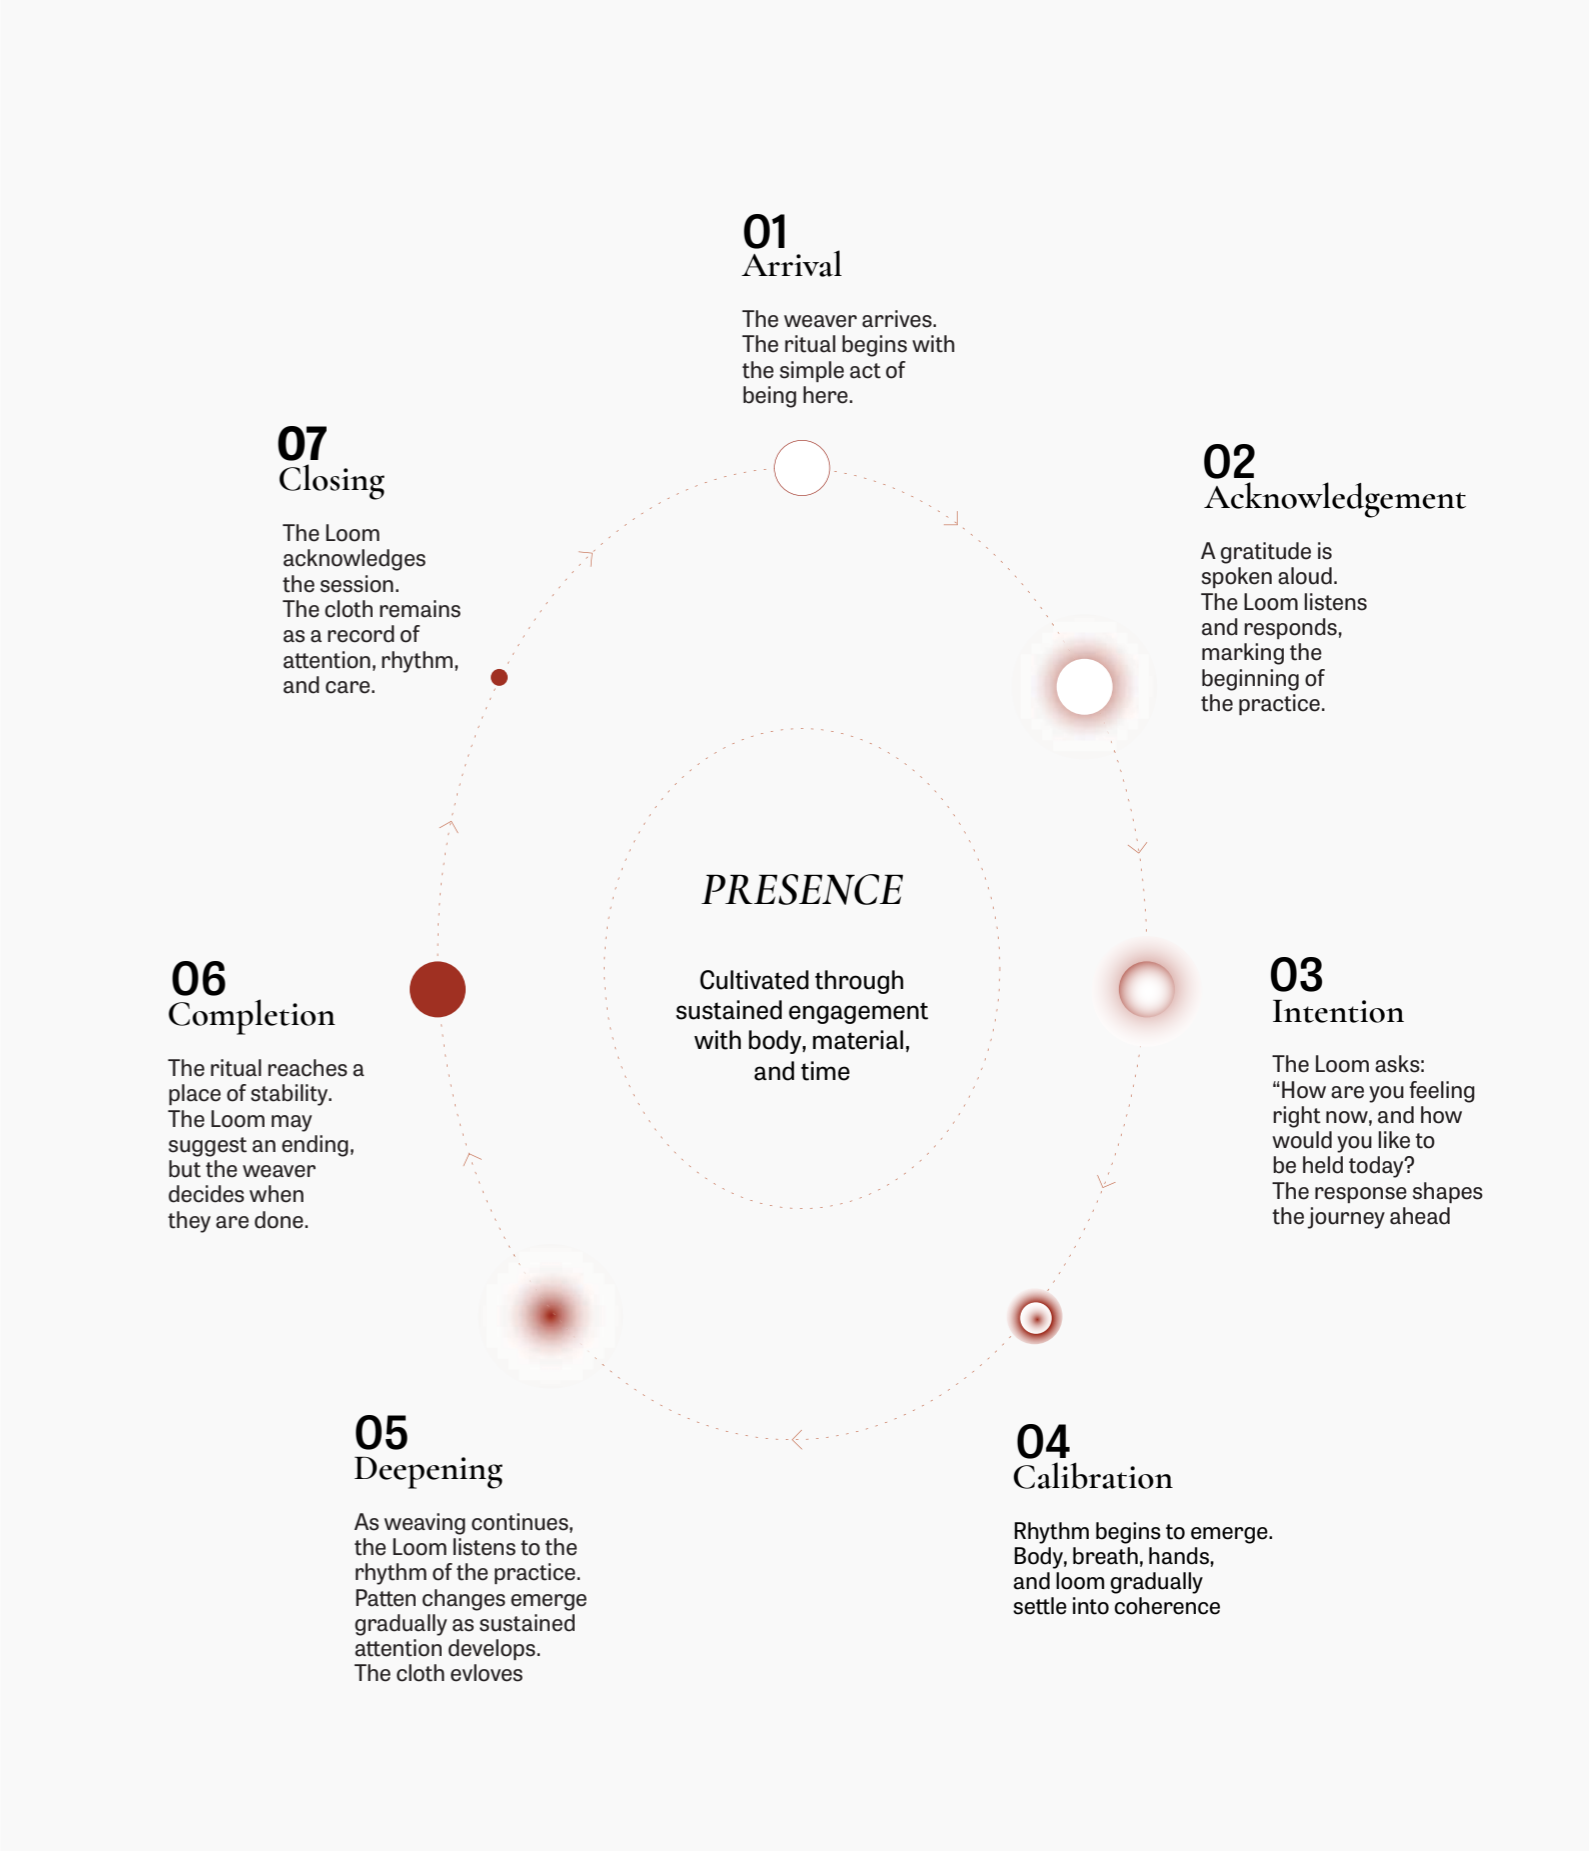 01
Arrival
The weaver arrives.
The ritual begins with
the simple act of
being here.
02
Acknowledgement
A gratitude is
spoken aloud.
The Loom listens
and responds,
marking the
beginning of
the practice.
03
Intention
The Loom asks:
“How are you feeling
right now, and how
would you like to
be held today?
The response shapes
the journey ahead
04
Calibration
Rhythm begins to emerge.
Body, breath, hands,
and loom gradually
settle into coherence
05
Deepening
As weaving continues,
the Loom listens to the
rhythm of the practice.
Patten changes emerge
gradually as sustained
attention develops.
The cloth evloves
06
Completion
The ritual reaches a
place of stability.
The Loom may
suggest an ending,
but the weaver
decides when
they are done.
07
Closing
The Loom
acknowledges
the session.
The cloth remains
as a record of
attention, rhythm,
and care.
PRESENCE
Cultivated through
sustained engagement
with body, material,
and time